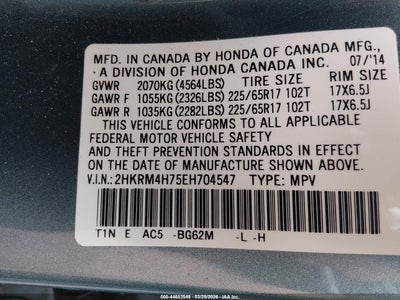 MFD. IN CANADA BY HONDA OF CANADA MFG.,
- A DIVISION OF HONDA CANADA INC. 07/'14
GVWR 2070KG (4564LBS) TIRE SIZE RIM SIZE
GAWR F 1055KG (2326LBS) 225/65R17 102T 17X6.5J
GAWR R 1035KG (2282LBS) 225/65R17 102T 17X6.5J
THIS VEHICLE CONFORMS TO ALL APPLICABLE
FEDERAL MOTOR VEHICLE SAFETY
AND THEFT PREVENTION STANDARDS IN EFFECT
ON THE DATE OF MANUFACTURE SHOWN ABOVE.
V.I.N.:2HKRM4H75EH704547 TYPE: MPV
T1N E AC5 -BG62M -L -H
000-44682546 | 03/29/2026 - IAA